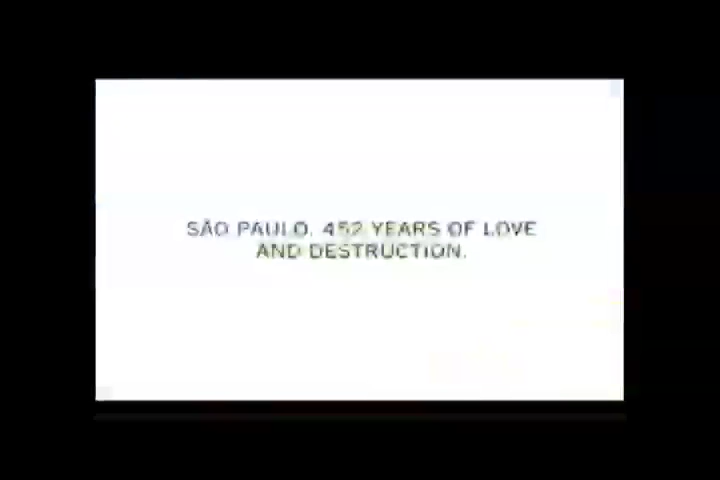 SÃO PAULO. 452 YEARS OF LOVE
AND DESTRUCTION.